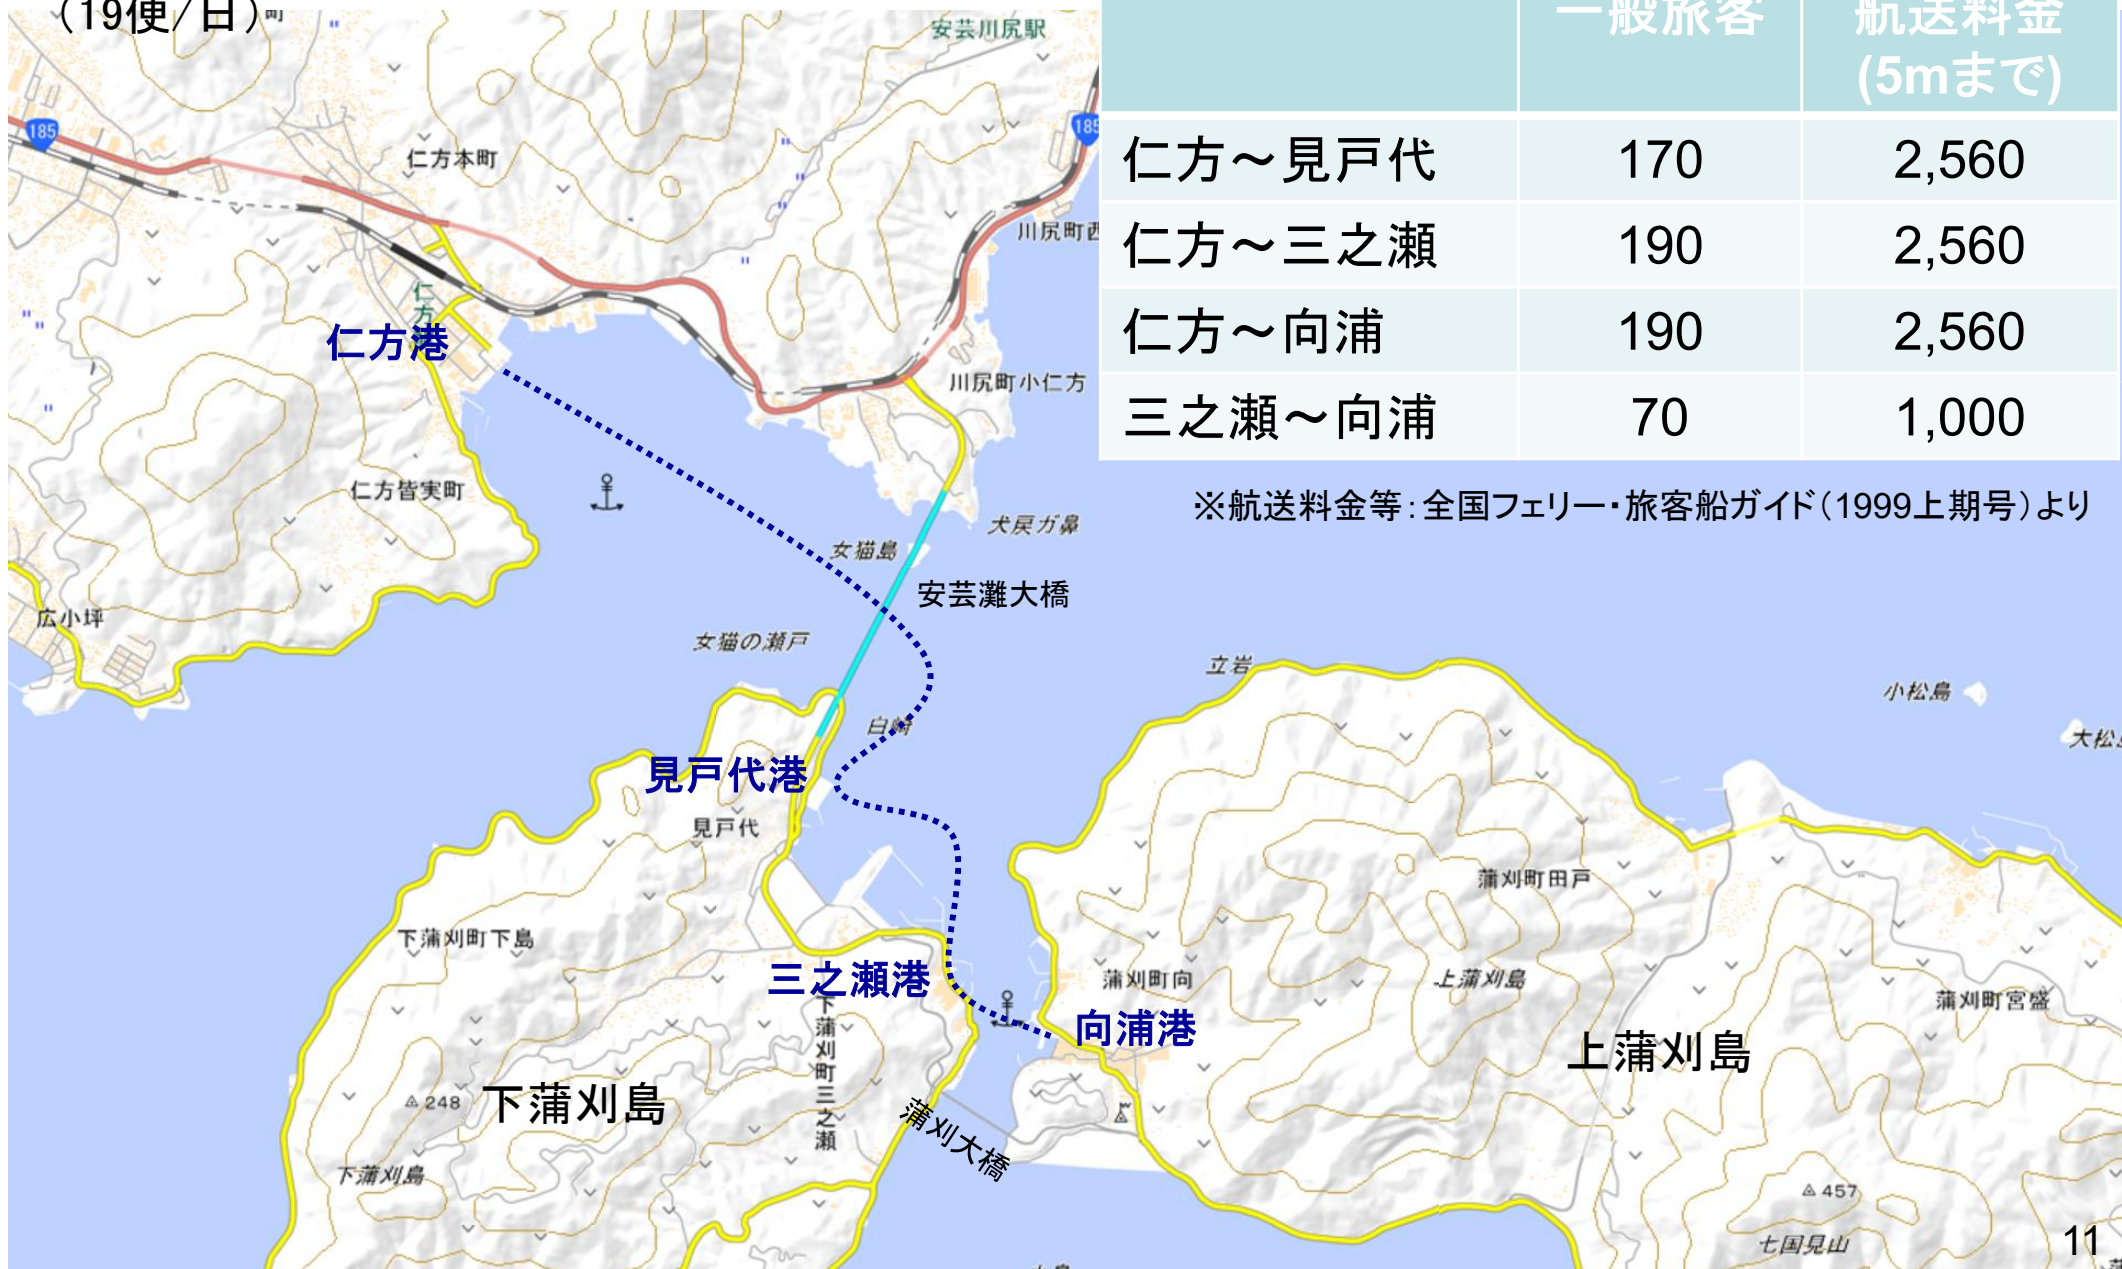 (19便/日)
町
安芸川尻駅
一般旅客 航送料金
(5mまで)
仁方～見戸代 170 2,560
仁方～三之瀬 190 2,560
仁方～向浦 190 2,560
三之瀬～向浦 70 1,000
※航送料金等：全国フェリー・旅客船ガイド（1999上期号）より
185
185
仁方本町
川尻町西
仁方
仁方港
川尻町小仁方
仁方皆実町
犬戻ガ鼻
女猫島
安芸灘大橋
広小坪
女猫の瀬戸
立岩
小松島
白崎
大松
見戸代港
見戸代
蒲刈町田戸
下蒲刈町下島
三之瀬港
蒲刈町向
上蒲刈島
蒲刈町宮盛
下蒲刈町三之瀬
向浦港
上蒲刈島
248
下蒲刈島
蒲刈大橋
下蒲刈島
457
七国見山
11